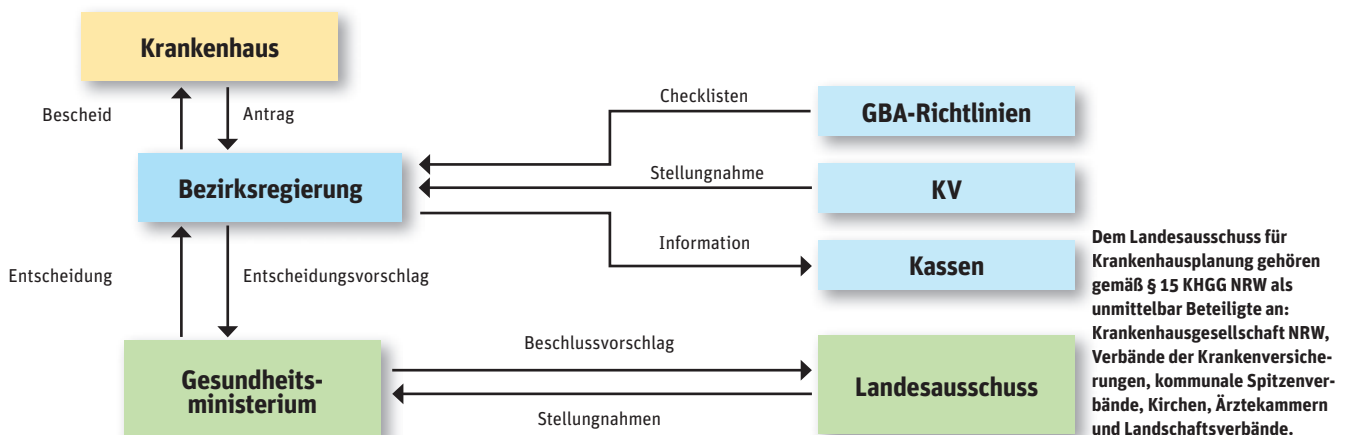 Krankenhaus
Bescheid
Antrag
Checklisten
GBA-Richtlinien
Bezirksregierung
Stellungnahme
KV
Information
Kassen
Entscheidung
Entscheidungsvorschlag
Dem Landesausschuss für
Krankenhausplanung gehören
gemäß § 15 KHGG NRW als
unmittelbar Beteiligte an:
Krankenhausgesellschaft NRW,
Verbände der Krankenversiche-
rungen, kommunale Spitzenver-
bände, Kirchen, Ärztekammern
und Landschaftsverbände.
Gesundheits-
ministerium
Beschlussvorschlag
Stellungnahmen
Landesausschuss